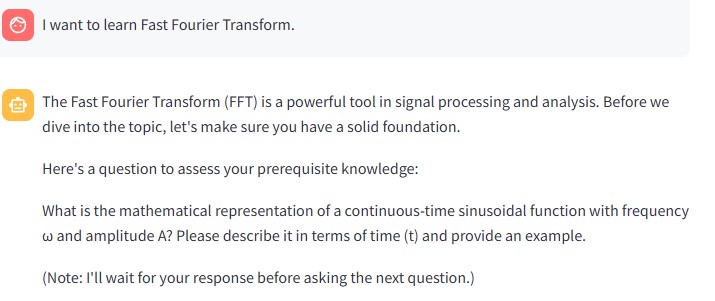 I want to learn Fast Fourier Transform.
The Fast Fourier Transform (FFT) is a powerful tool in signal processing and analysis. Before we
dive into the topic, let's make sure you have a solid foundation.
Here's a question to assess your prerequisite knowledge:
What is the mathematical representation of a continuous-time sinusoidal function with frequency
ω and amplitude A? Please describe it in terms of time (t) and provide an example.
(Note: I'll wait for your response before asking the next question.)